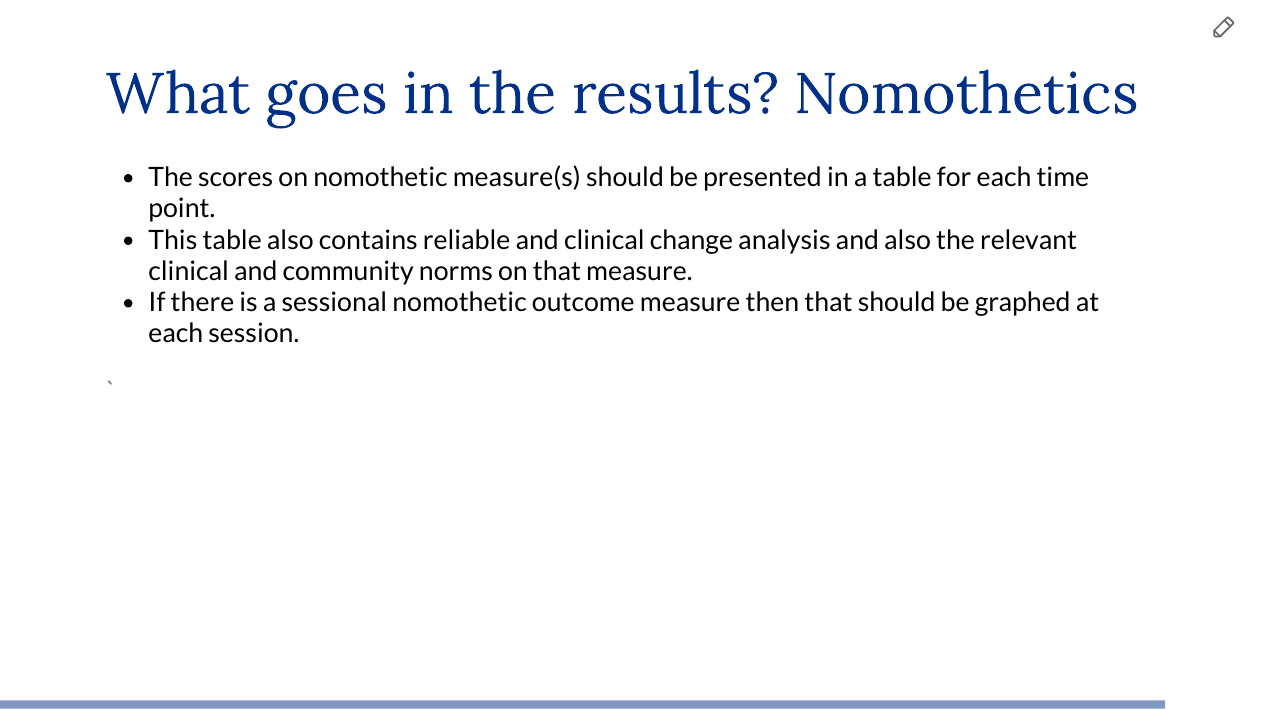 What goes in the results? Nomothetics
• The scores on nomothetic measure(s) should be presented in a table for each time
point.
• This table also contains reliable and clinical change analysis and also the relevant
clinical and community norms on that measure.
• If there is a sessional nomothetic outcome measure then that should be graphed at
each session.
`